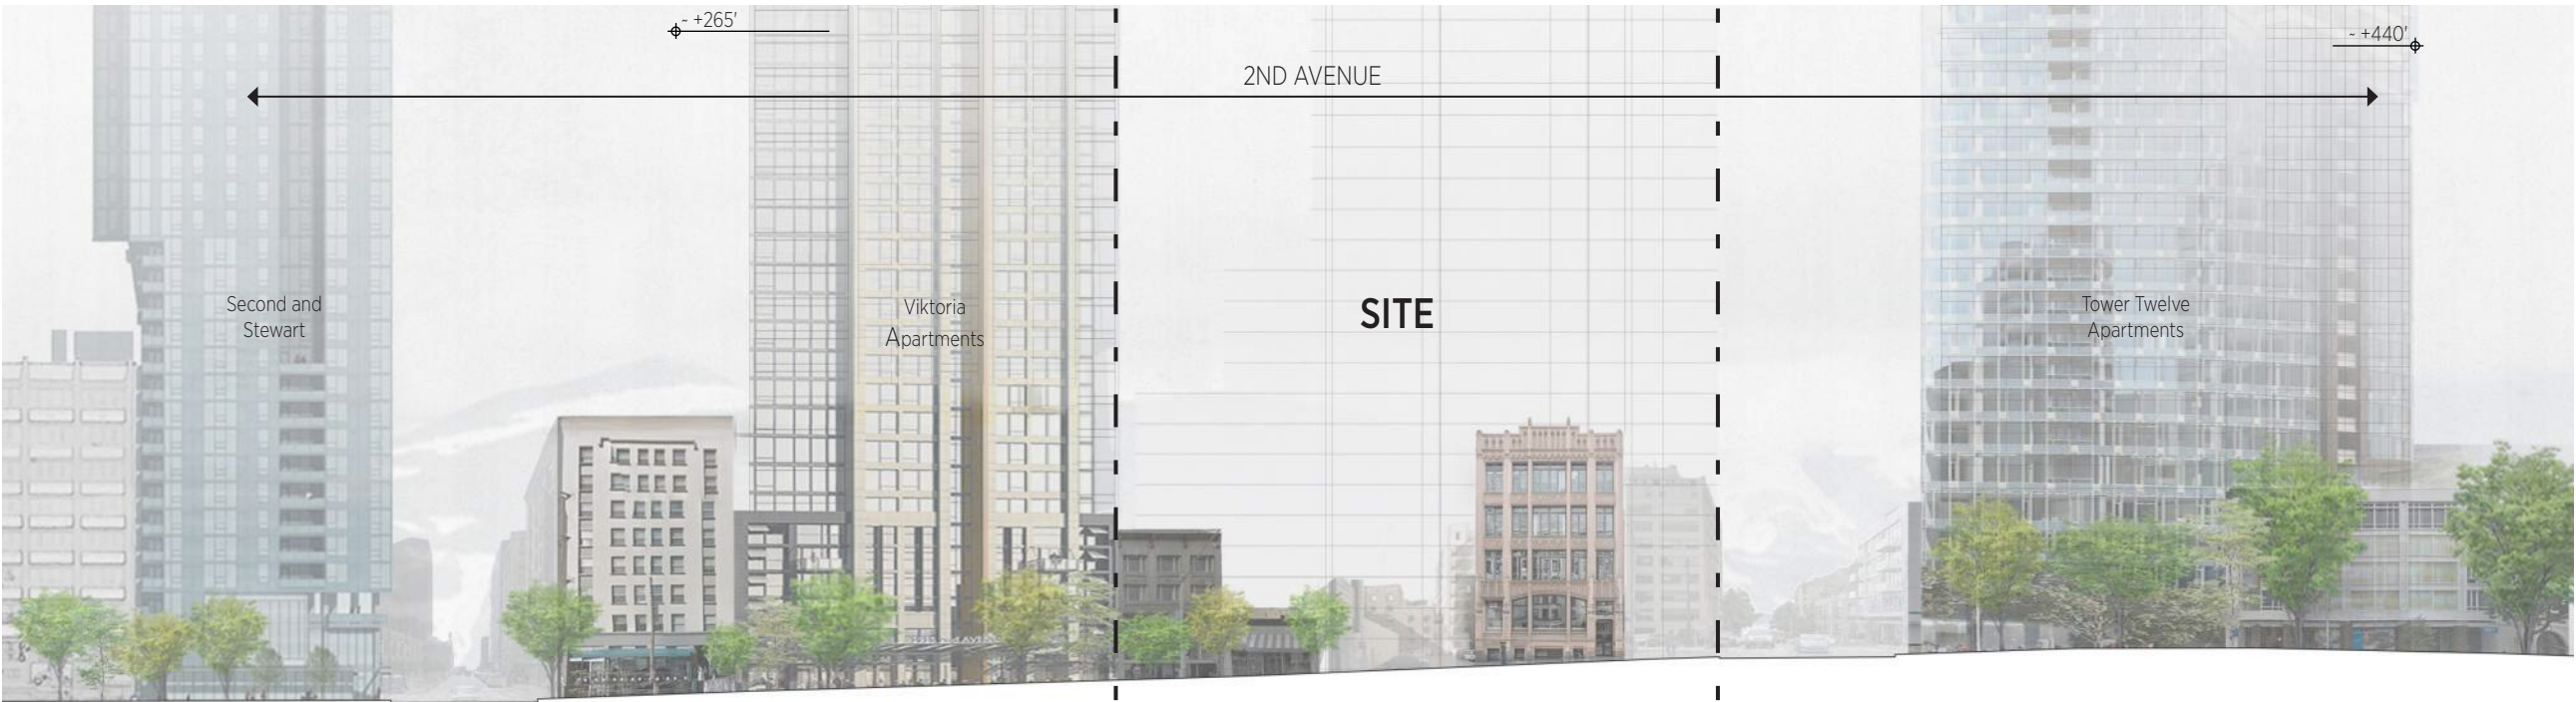 ~ +265'
~ +440'
2ND AVENUE
Second and
Stewart
Viktoria
Apartments
SITE
Tower Twelve
Apartments